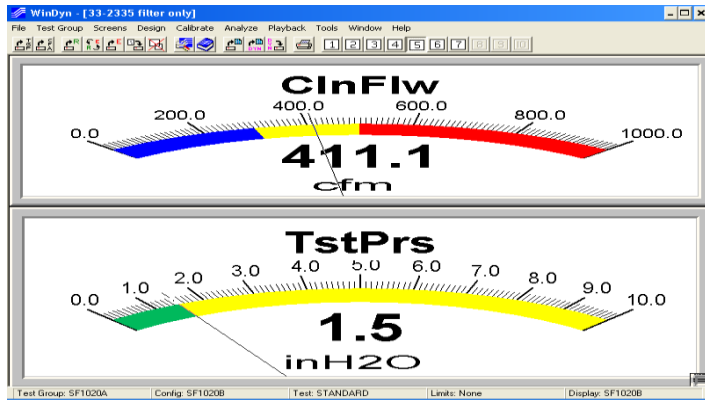 WinDyn - [33-2335 filter only]
File Test Group Screens Design Calibrate Analyze Playback Tools Window Help
1 2 3 4 5 6 7 8 9 10
ClnFlw
0.0 200.0 400.0 600.0 800.0 1000.0
411.1
cfm
TstPrs
0.0 1.0 2.0 3.0 4.0 5.0 6.0 7.0 8.0 9.0 10.0
1.5
inH2O
Test Group: SF1020A Config: SF1020B Test: STANDARD Limits: None Display: SF1020B